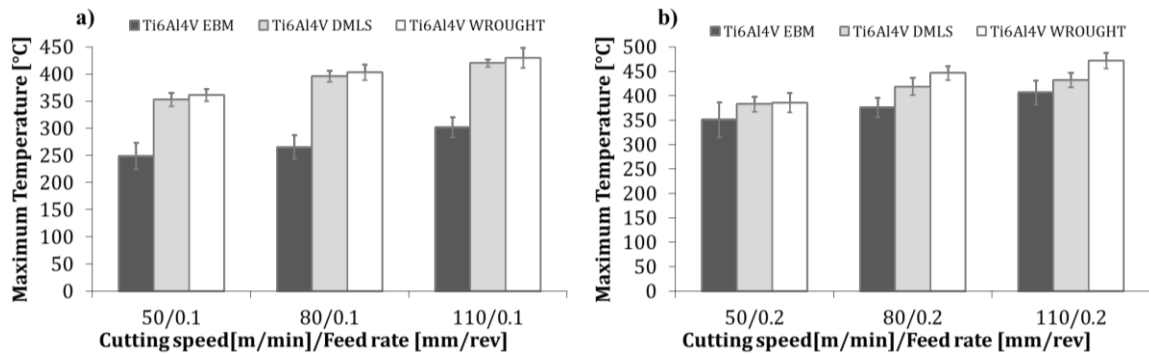 a)
Ti6Al4V EBM Ti6Al4V DMLS Ti6Al4V WROUGHT
Maximum Temperature [°C]
450
400
350
300
250
200
150
100
50
0
50/0.1 80/0.1 110/0.1
Cutting speed[m/min]/Feed rate [mm/rev]
b)
Ti6Al4V EBM Ti6Al4V DMLS Ti6Al4V WROUGHT
Maximum Temperature [°C]
500
450
400
350
300
250
200
150
100
50
0
50/0.2 80/0.2 110/0.2
Cutting speed[m/min]/Feed rate [mm/rev]